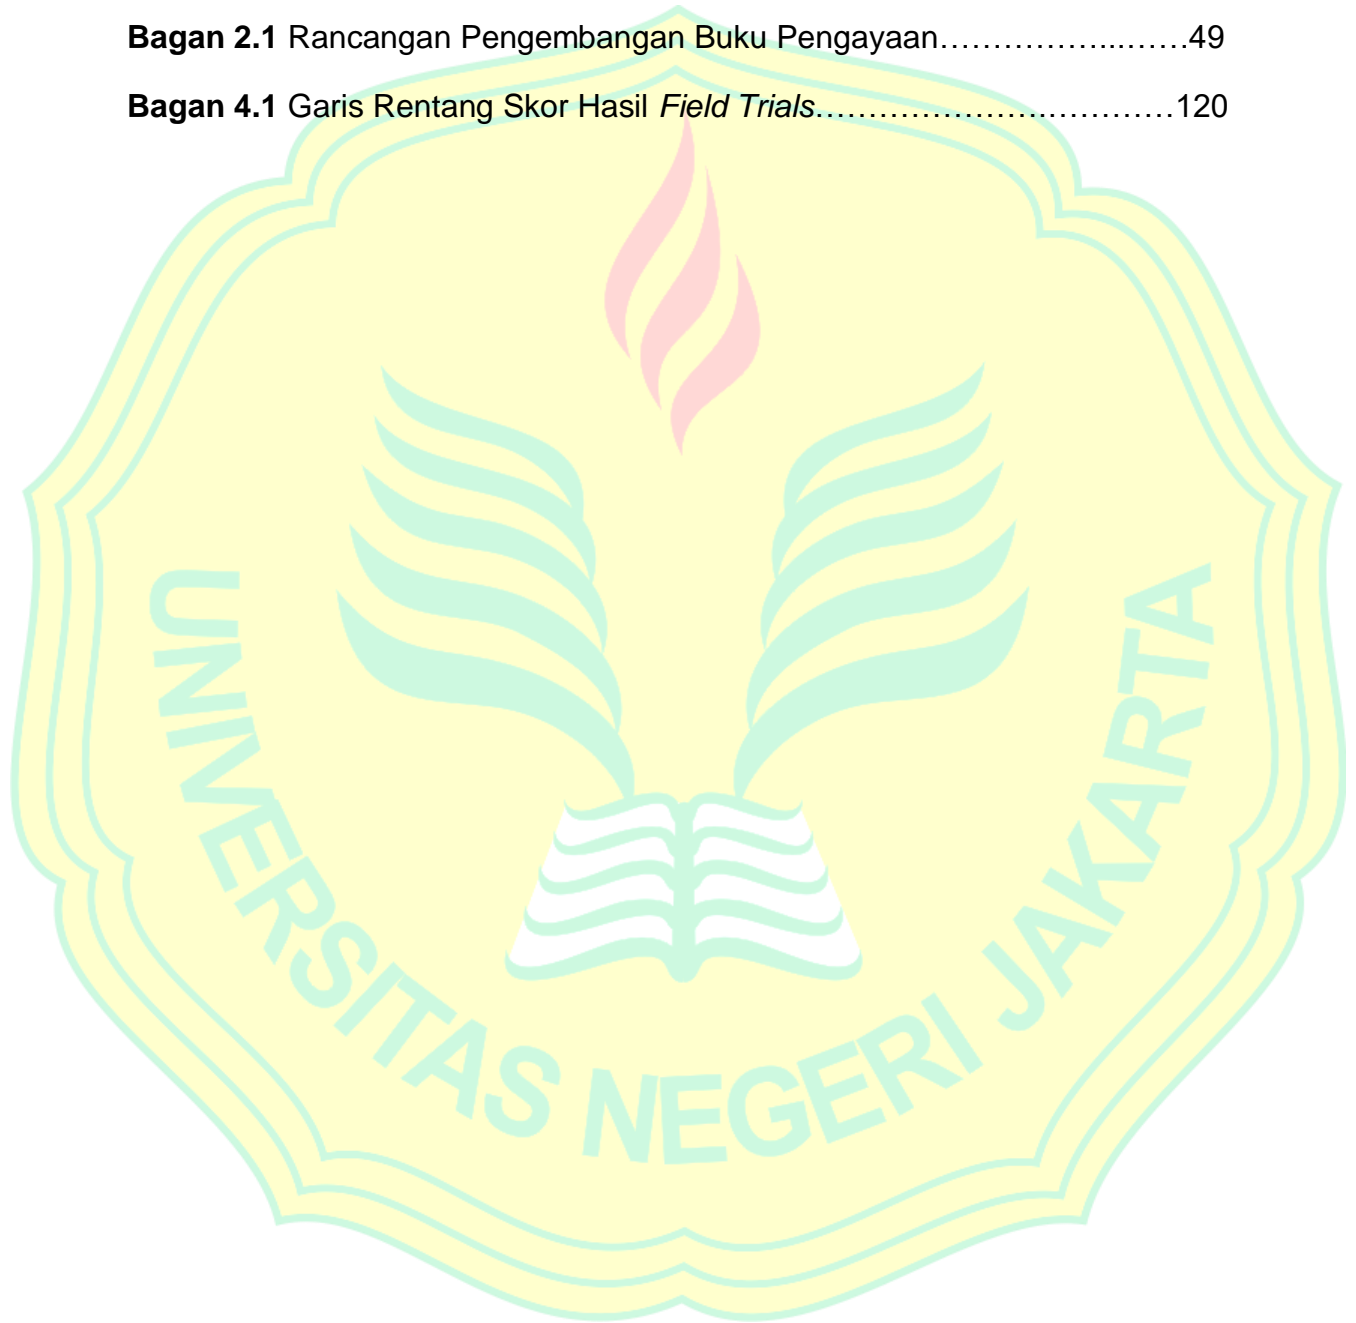 Bagan 2.1 Rancangan Pengembangan Buku Pengayaan……………...……49
Bagan 4.1 Garis Rentang Skor Hasil Field Trials………………….…………120
UNIVERSITAS NEGERI JAKARTA